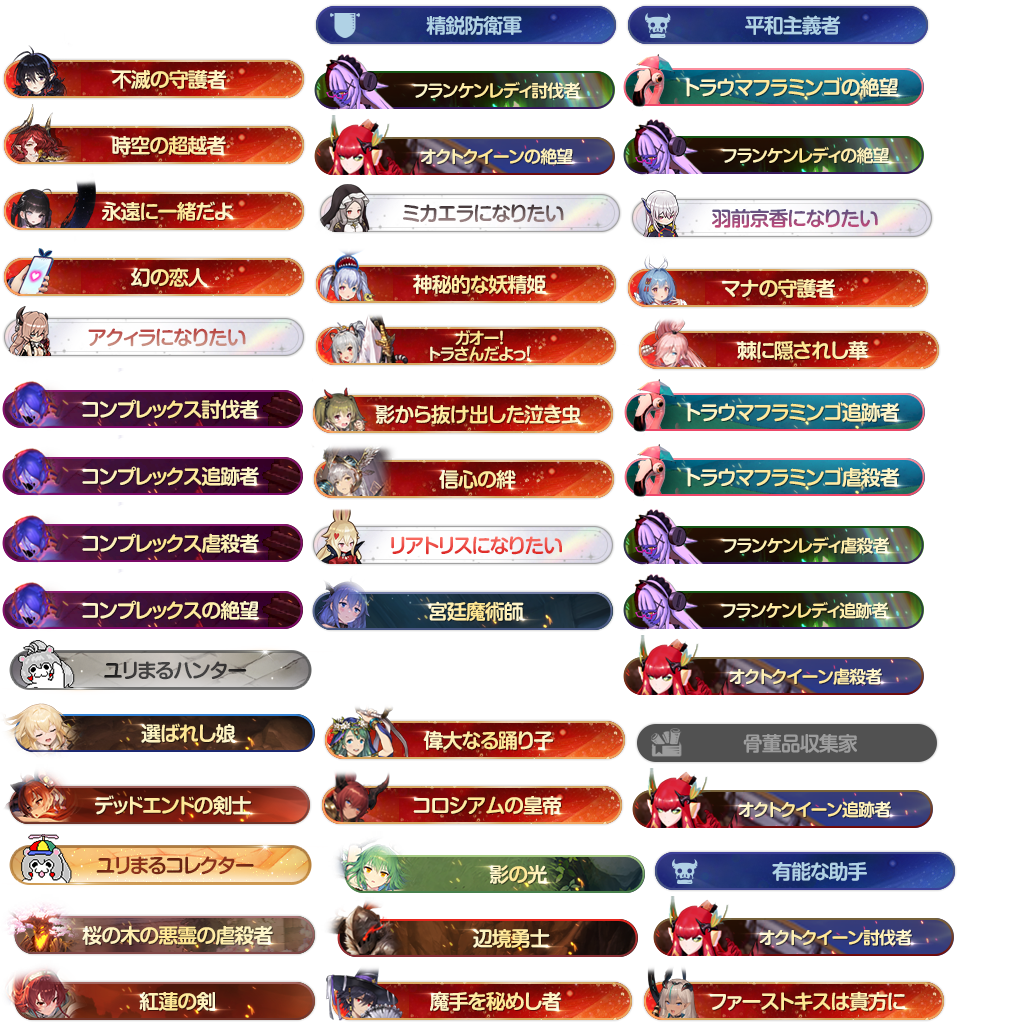 精鋭防衛軍
平和主義者
不滅の守護者
フランケンレディ討伐者
トラウマフラミンゴの絶望
時空の超越者
オクトクイーンの絶望
フランケンレディの絶望
永遠に一緒だよ
ミカエラになりたい
羽前京香になりたい
幻の恋人
神秘的な妖精姫
マナの守護者
アクィラになりたい
ガオー!
トラさんだよっ!
棘に隠されし華
コンプレックス討伐者
影から抜け出した泣き虫
トラウマフラミンゴ追跡者
コンプレックス追跡者
信心の絆
トラウマフラミンゴ虐殺者
コンプレックス虐殺者
リアトリスになりたい
フランケンレディ虐殺者
コンプレックスの絶望
宮廷魔術師
フランケンレディ追跡者
ユリまるハンター
オクトクイーン虐殺者
選ばれし娘
偉大なる踊り子
骨董品収集家
デッドエンドの剣士
コロシアムの皇帝
オクトクイーン追跡者
ユリまるコレクター
影の光
有能な助手
桜の木の悪霊の虐殺者
辺境勇士
オクトクイーン討伐者
紅蓮の剣
魔手を秘めし者
ファーストキスは貴方に